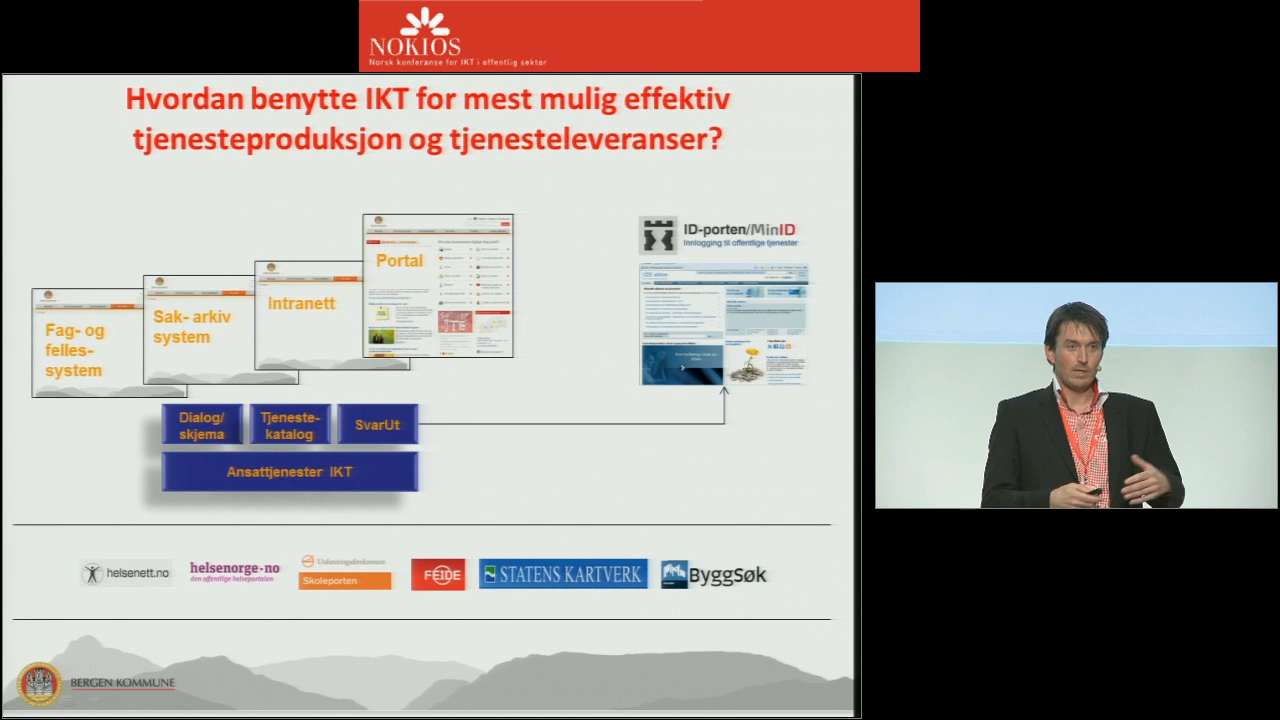 NOKIOS
Norsk konferanse for IKT i offentlig sektor
Hvordan benytte IKT for mest mulig effektiv
tjenesteproduksjon og tjenesteleveranser?
Fag- og
felles-
system
Sak- arkiv
system
Intranett
Portal
ID-porten/MinID
Innlogging til offentlige tjenester
Dialog/
skjema
Tjeneste-
katalog
SvarUt
Ansattjenester IKT
helsenett.no
helsenorge.no
den offentlige helseportalen
Utdanningsdirektoratet
Skoleporten
FEIDE
STATENS KARTVERK
ByggSøk
BERGEN KOMMUNE